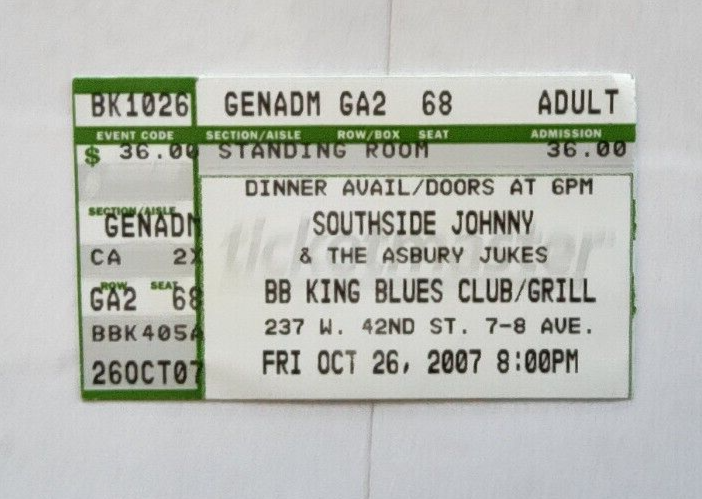 BK1026 GENADM GA2 68 ADULT
EVENT CODE SECTION/AISLE ROW/BOX SEAT ADMISSION
$ 36.00 STANDING ROOM 36.00
DINNER AVAIL/DOORS AT 6PM
SECTION/AISLE
GENADM
SOUTHSIDE JOHNNY
CA 2X
& THE ASBURY JUKES
ROW SEAT
GA2 68
BB KING BLUES CLUB/GRILL
BBK405A
237 W. 42ND ST. 7-8 AVE.
26OCT07
FRI OCT 26, 2007 8:00PM
ticketmaster